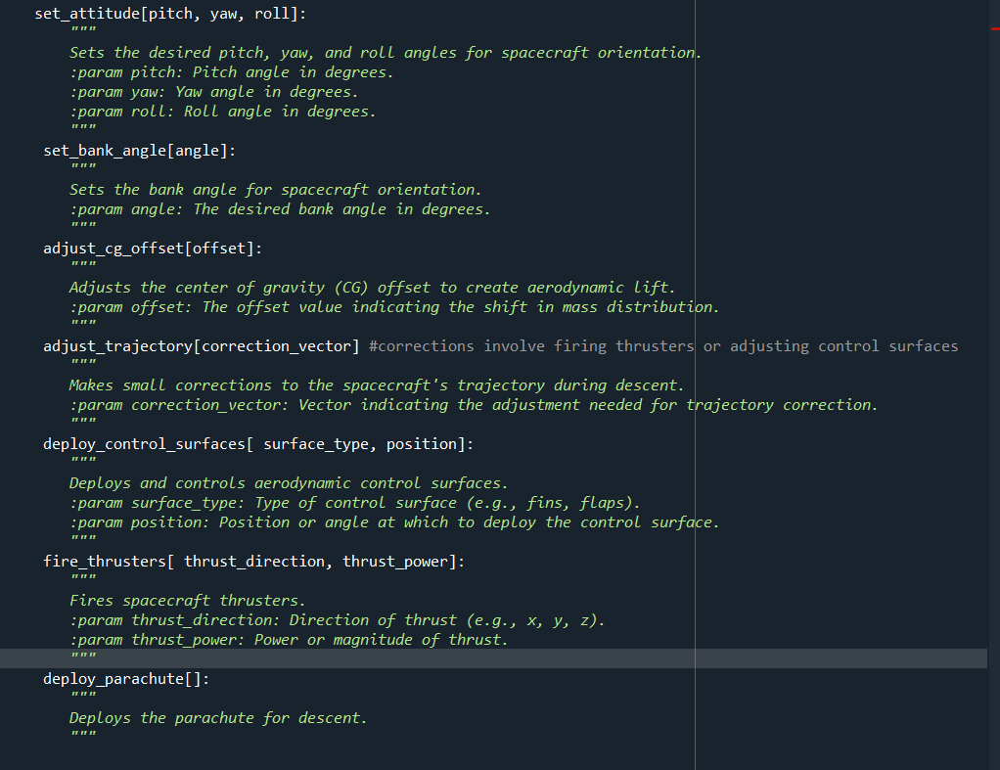 set_attitude[pitch, yaw, roll]:
"""
Sets the desired pitch, yaw, and roll angles for spacecraft orientation.
:param pitch: Pitch angle in degrees.
:param yaw: Yaw angle in degrees.
:param roll: Roll angle in degrees.
"""
set_bank_angle[angle]:
"""
Sets the bank angle for spacecraft orientation.
:param angle: The desired bank angle in degrees.
"""
adjust_cg_offset[offset]:
"""
Adjusts the center of gravity (CG) offset to create aerodynamic lift.
:param offset: The offset value indicating the shift in mass distribution.
"""
adjust_trajectory[correction_vector] #corrections involve firing thrusters or adjusting control surfaces
"""
Makes small corrections to the spacecraft's trajectory during descent.
:param correction_vector: Vector indicating the adjustment needed for trajectory correction.
"""
deploy_control_surfaces[ surface_type, position]:
"""
Deploys and controls aerodynamic control surfaces.
:param surface_type: Type of control surface (e.g., fins, flaps).
:param position: Position or angle at which to deploy the control surface.
"""
fire_thrusters[ thrust_direction, thrust_power]:
"""
Fires spacecraft thrusters.
:param thrust_direction: Direction of thrust (e.g., x, y, z).
:param thrust_power: Power or magnitude of thrust.
"""
deploy_parachute[]:
"""
Deploys the parachute for descent.
"""